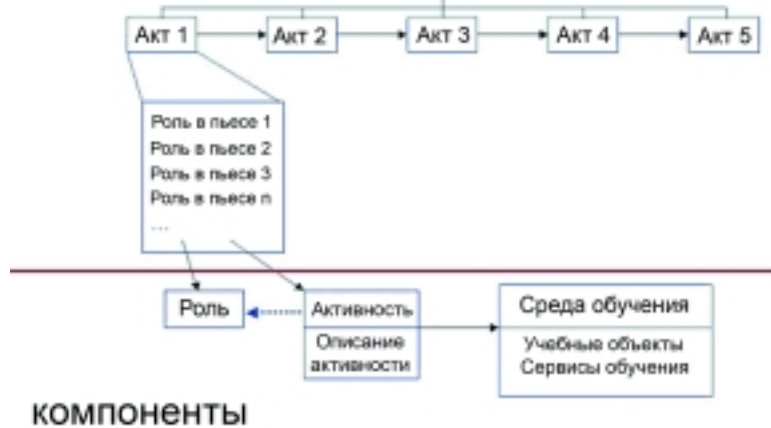 Акт 1 Акт 2 Акт 3 Акт 4 Акт 5
Роль в пьесе 1
Роль в пьесе 2
Роль в пьесе 3
Роль в пьесе n
...
Роль
Активность
Описание
активности
Среда обучения
Учебные объекты
Сервисы обучения
компоненты